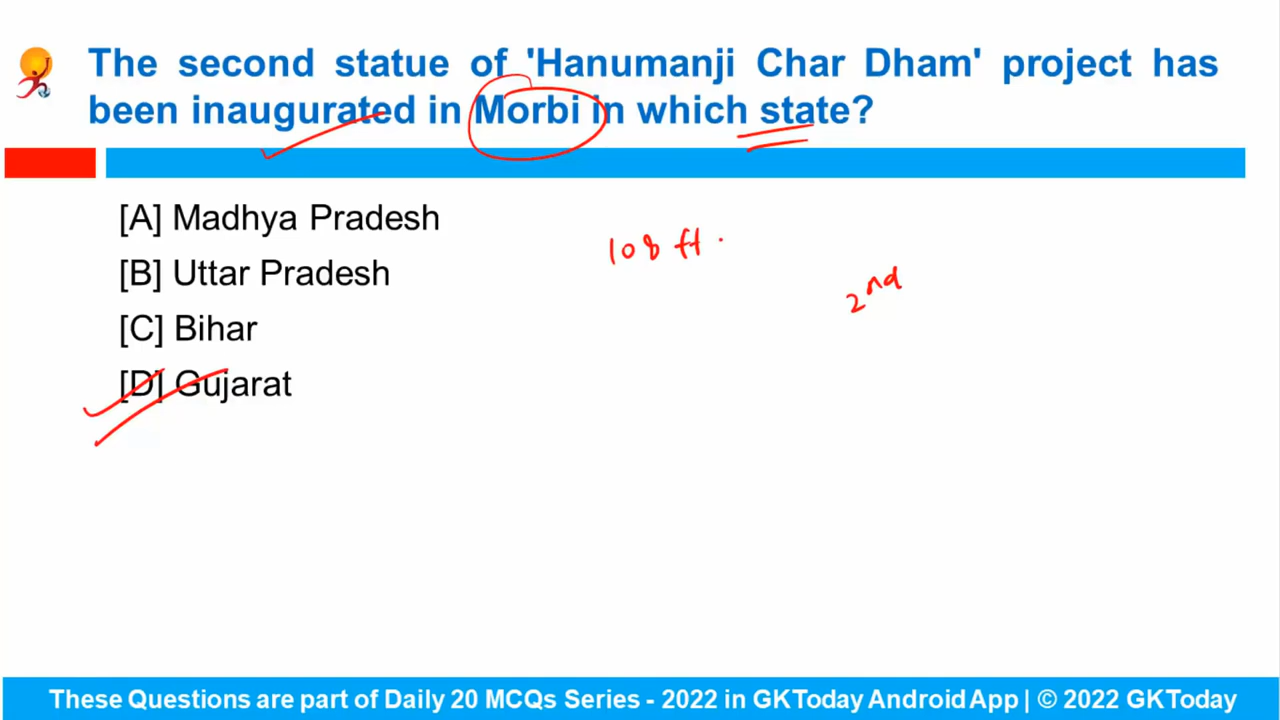 The second statue of 'Hanumanji Char Dham' project has
been inaugurated in Morbi in which state?
[A] Madhya Pradesh
108 ft.
[B] Uttar Pradesh
2nd
[C] Bihar
[D] Gujarat
These Questions are part of Daily 20 MCQs Series - 2022 in GKToday Android App | © 2022 GKToday